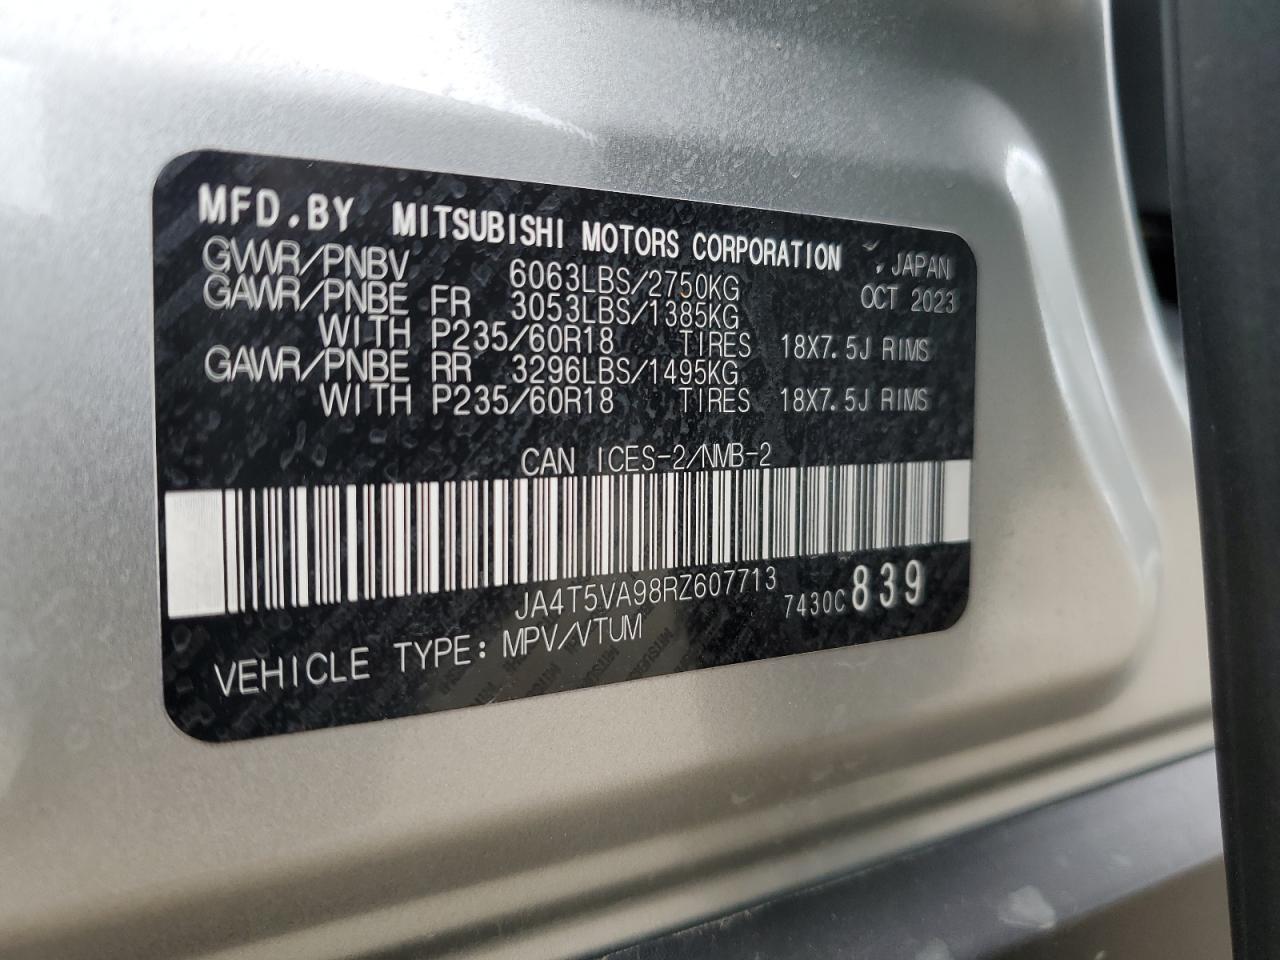 MFD.BY MITSUBISHI MOTORS CORPORATION , JAPAN
GVWR/PNBV 6063LBS/2750KG OCT 2023
GAWR/PNBE FR 3053LBS/1385KG
WITH P235/60R18 TIRES 18X7.5J RIMS
GAWR/PNBE RR 3296LBS/1495KG
WITH P235/60R18 TIRES 18X7.5J RIMS
CAN ICES-2/NMB-2
JA4T5VA98RZ607713 7430C 839
VEHICLE TYPE: MPV/VTUM